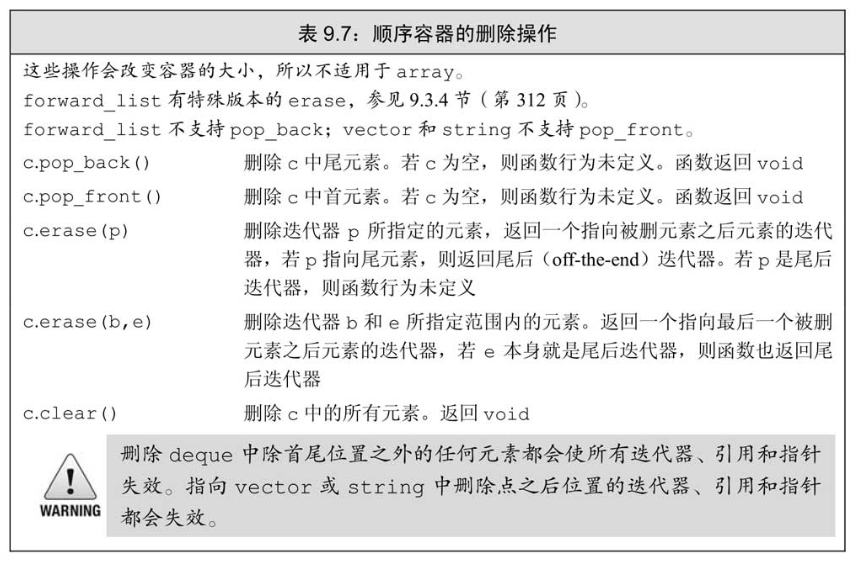 表 9.7：顺序容器的删除操作
这些操作会改变容器的大小，所以不适用于 array。
forward_list 有特殊版本的 erase，参见 9.3.4 节（第 312 页）。
forward_list 不支持 pop_back；vector 和 string 不支持 pop_front。
c.pop_back() 删除 c 中尾元素。若 c 为空，则函数行为未定义。函数返回 void
c.pop_front() 删除 c 中首元素。若 c 为空，则函数行为未定义。函数返回 void
c.erase(p) 删除迭代器 p 所指定的元素，返回一个指向被删元素之后元素的迭代
器，若 p 指向尾元素，则返回尾后（off-the-end）迭代器。若 p 是尾后
迭代器，则函数行为未定义
c.erase(b,e) 删除迭代器 b 和 e 所指定范围内的元素。返回一个指向最后一个被删
元素之后元素的迭代器，若 e 本身就是尾后迭代器，则函数也返回尾
后迭代器
c.clear() 删除 c 中的所有元素。返回 void
删除 deque 中除首尾位置之外的任何元素都会使所有迭代器、引用和指针
失效。指向 vector 或 string 中删除点之后位置的迭代器、引用和指针
都会失效。
WARNING